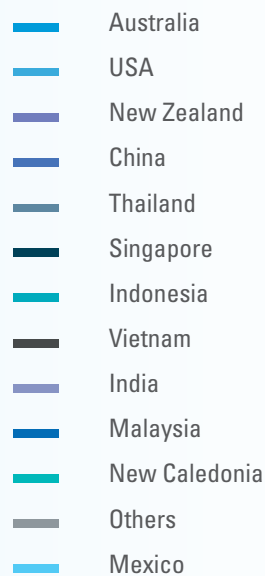 Australia
USA
New Zealand
China
Thailand
Singapore
Indonesia
Vietnam
India
Malaysia
New Caledonia
Others
Mexico